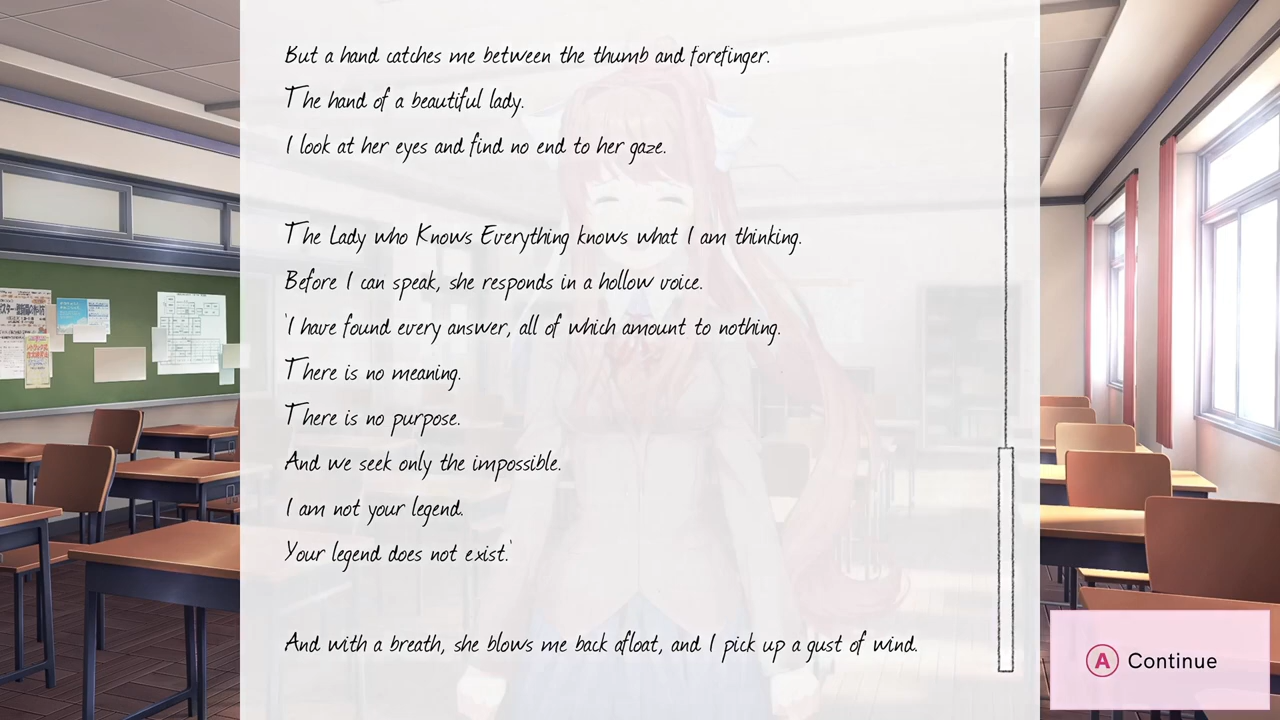 But a hand catches me between the thumb and forefinger.
The hand of a beautiful lady.
I look at her eyes and find no end to her gaze.
The Lady who Knows Everything knows what I am thinking.
Before I can speak, she responds in a hollow voice.
'I have found every answer, all of which amount to nothing.
There is no meaning.
There is no purpose.
And we seek only the impossible.
I am not your legend.
Your legend does not exist.'
And with a breath, she blows me back afloat, and I pick up a gust of wind.
A Continue